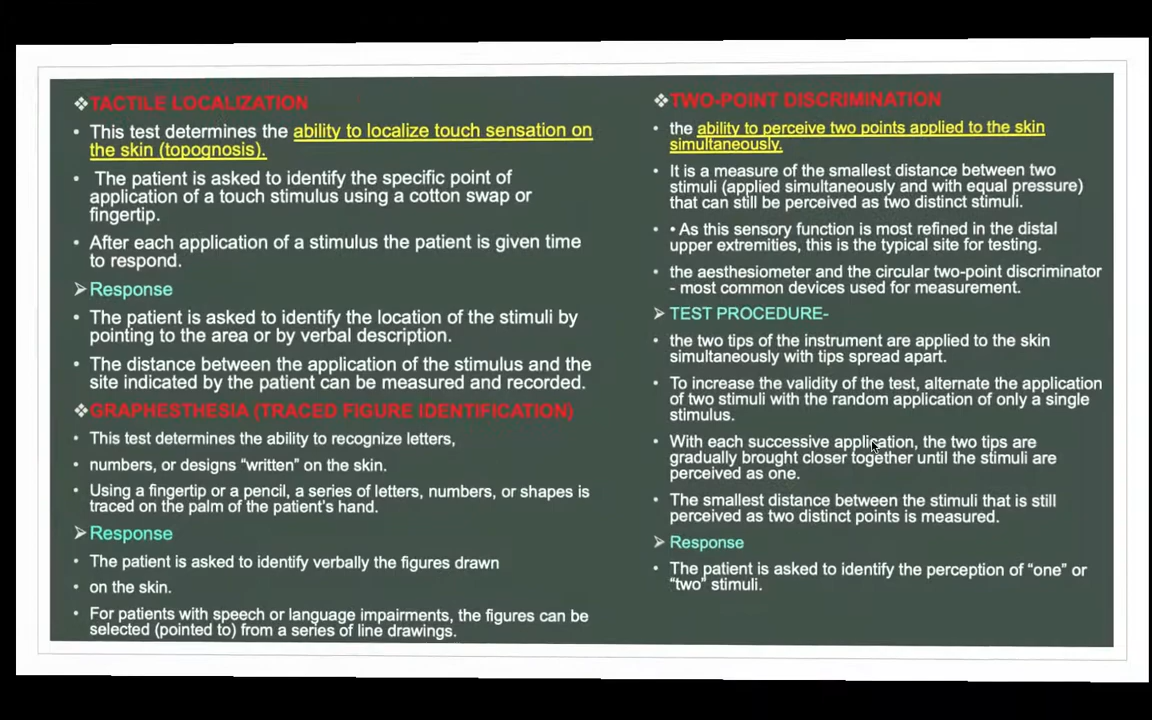 ❖TACTILE LOCALIZATION
• This test determines the ability to localize touch sensation on
the skin (topognosis).
• The patient is asked to identify the specific point of
application of a touch stimulus using a cotton swap or
fingertip.
• After each application of a stimulus the patient is given time
to respond.
➢Response
• The patient is asked to identify the location of the stimuli by
pointing to the area or by verbal description.
• The distance between the application of the stimulus and the
site indicated by the patient can be measured and recorded.
❖GRAPHESTHESIA (TRACED FIGURE IDENTIFICATION)
• This test determines the ability to recognize letters,
• numbers, or designs “written” on the skin.
• Using a fingertip or a pencil, a series of letters, numbers, or shapes is
traced on the palm of the patient's hand.
➢Response
• The patient is asked to identify verbally the figures drawn
• on the skin.
• For patients with speech or language impairments, the figures can be
selected (pointed to) from a series of line drawings.
❖TWO-POINT DISCRIMINATION
• the ability to perceive two points applied to the skin
simultaneously.
• It is a measure of the smallest distance between two
stimuli (applied simultaneously and with equal pressure)
that can still be perceived as two distinct stimuli.
• • As this sensory function is most refined in the distal
upper extremities, this is the typical site for testing.
• the aesthesiometer and the circular two-point discriminator
- most common devices used for measurement.
➢ TEST PROCEDURE-
• the two tips of the instrument are applied to the skin
simultaneously with tips spread apart.
• To increase the validity of the test, alternate the application
of two stimuli with the random application of only a single
stimulus.
• With each successive application, the two tips are
gradually brought closer together until the stimuli are
perceived as one.
• The smallest distance between the stimuli that is still
perceived as two distinct points is measured.
➢ Response
• The patient is asked to identify the perception of “one” or
“two” stimuli.